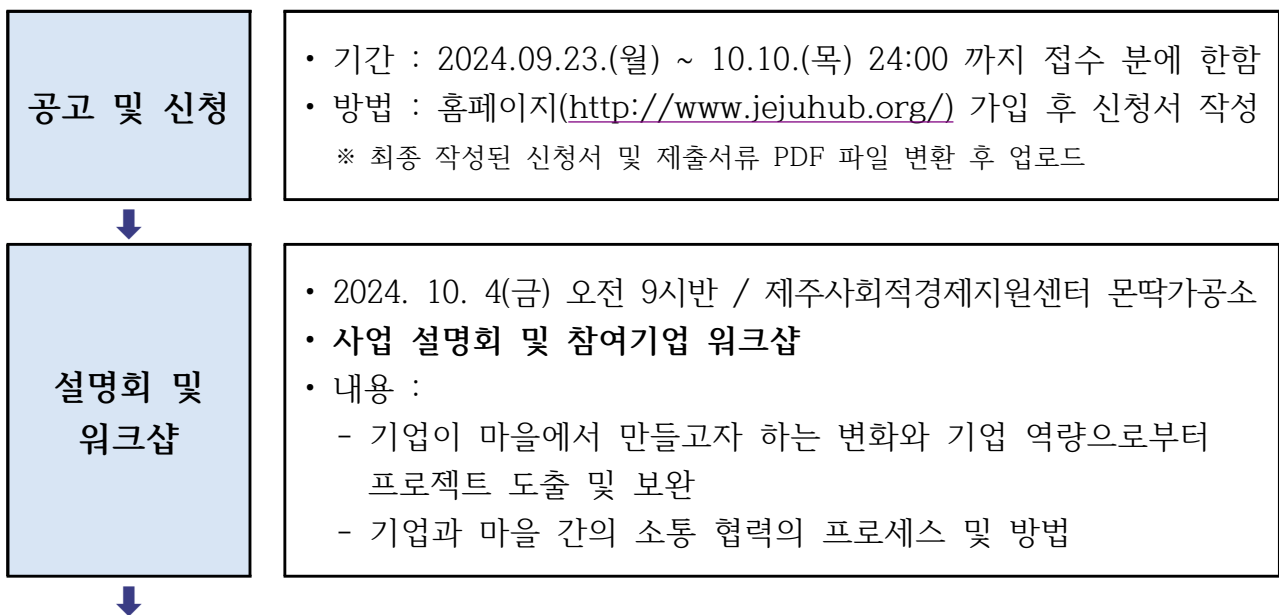 공고 및 신청
• 기간 : 2024.09.23.(월) ~ 10.10.(목) 24:00 까지 접수 분에 한함
• 방법 : 홈페이지(http://www.jejuhub.org/) 가입 후 신청서 작성
※ 최종 작성된 신청서 및 제출서류 PDF 파일 변환 후 업로드
설명회 및
워크샵
• 2024. 10. 4(금) 오전 9시반 / 제주사회적경제지원센터 몬딱가공소
• 사업 설명회 및 참여기업 워크샵
• 내용 :
- 기업이 마을에서 만들고자 하는 변화와 기업 역량으로부터
프로젝트 도출 및 보완
- 기업과 마을 간의 소통 협력의 프로세스 및 방법